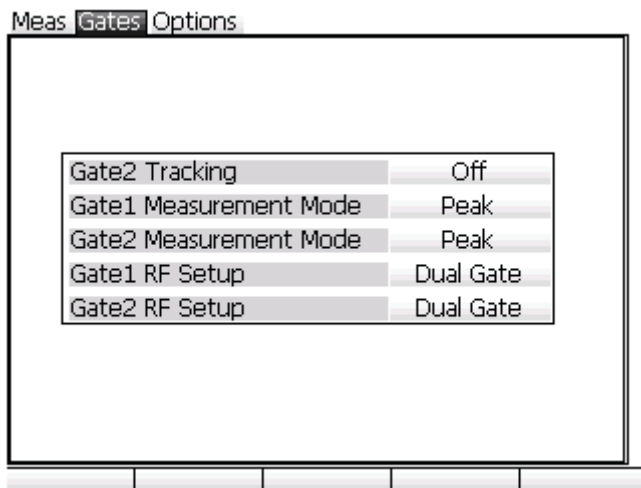 Meas Gates Options
Gate2 Tracking Off
Gate1 Measurement Mode Peak
Gate2 Measurement Mode Peak
Gate1 RF Setup Dual Gate
Gate2 RF Setup Dual Gate